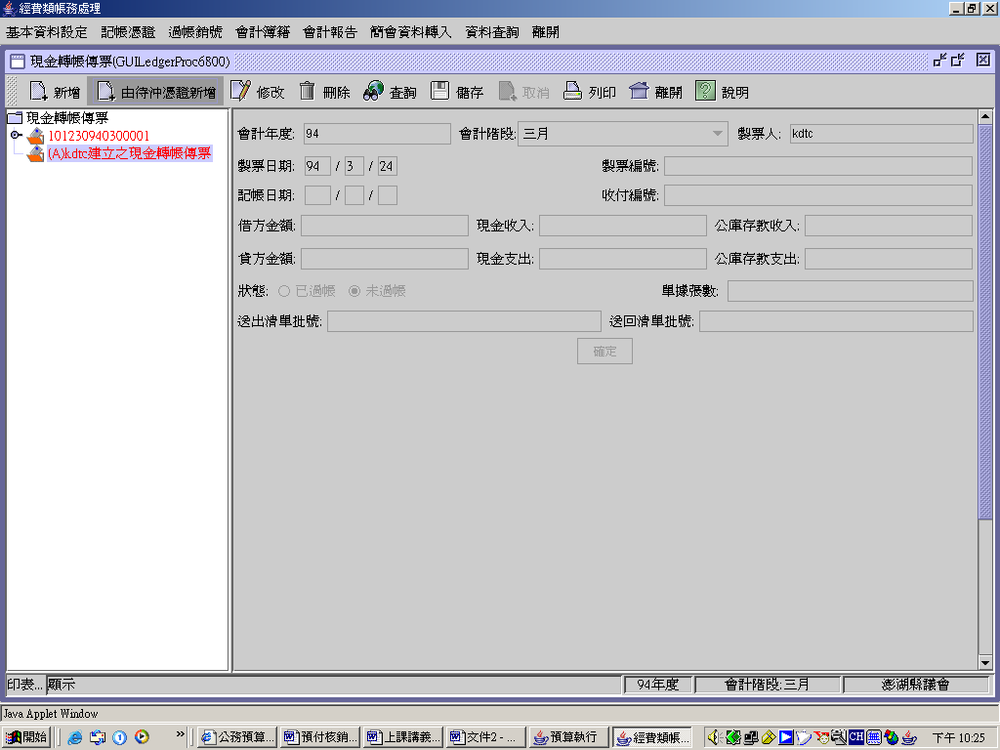 經費類帳務處理
基本資料設定 記帳憑證 過帳銷號 會計簿籍 會計報告 簡會資料轉入 資料查詢 離開
現金轉帳傳票(GUILedgerProc6800)
新增 由待沖憑證新增 修改 刪除 查詢 儲存 取消 列印 離開 ? 說明
現金轉帳傳票
101230940300001
(A)kdtc建立之現金轉帳傳票
會計年度: 94 會計階段: 三月 製票人: kdtc
製票日期: 94 / 3 / 24 製票編號:
記帳日期: / / 收付編號:
借方金額: 現金收入: 公庫存款收入:
貸方金額: 現金支出: 公庫存款支出:
狀態: 已過帳 未過帳 單據張數:
送出清單批號: 送回清單批號:
確定
印表... 顯示 94年度 會計階段:三月 澎湖縣議會
Java Applet Window
開始 » 公務預算... 預付核銷... 上課講義... 文件2 - ... 預算執行 經費類帳... CH 下午 10:25